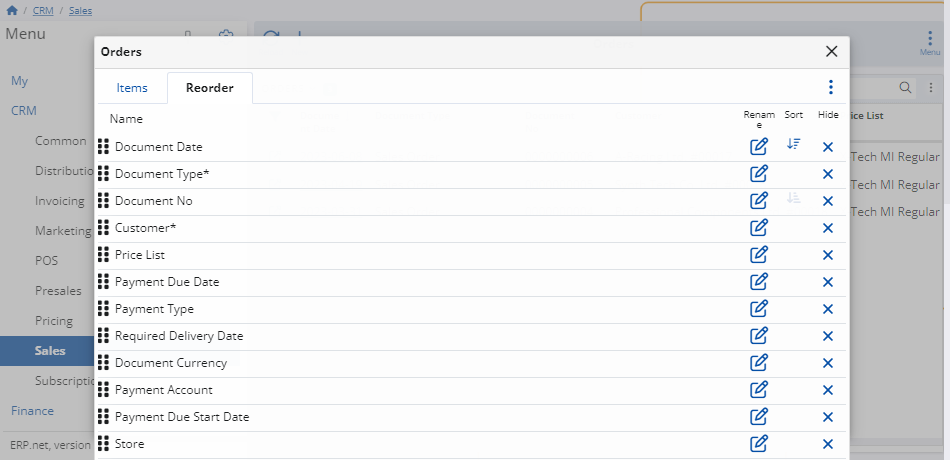 / CRM / Sales
Menu
Menu
My
CRM
Common
Distributio
Invoicing
Marketing
POS
Presales
Pricing
Sales
Subscriptio
Finance
ERP.net, version
Orders
Items Reorder
Name Renam
e Sort Hide
Document Date
Document Type*
Document No
Customer*
Price List
Payment Due Date
Payment Type
Required Delivery Date
Document Currency
Payment Account
Payment Due Start Date
Store
ice List
Tech MI Regular
Tech MI Regular
Tech MI Regular